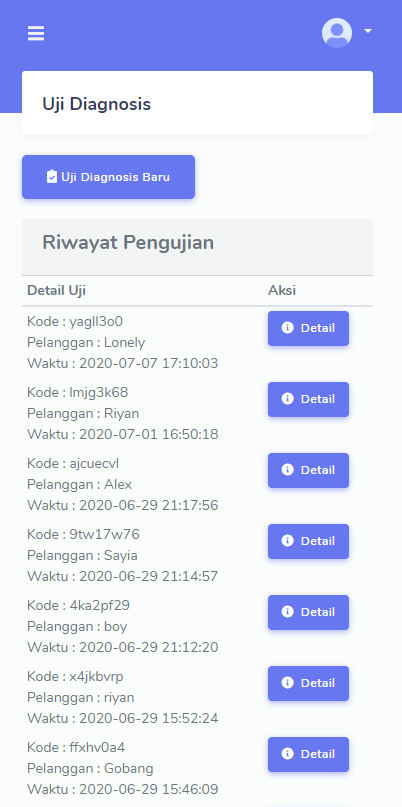 Uji Diagnosis
Uji Diagnosis Baru
Riwayat Pengujian
Detail Uji Aksi
Kode : yagll3o0 Detail
Pelanggan : Lonely
Waktu : 2020-07-07 17:10:03
Kode : lmjg3k68 Detail
Pelanggan : Riyan
Waktu : 2020-07-01 16:50:18
Kode : ajcuecvl Detail
Pelanggan : Alex
Waktu : 2020-06-29 21:17:56
Kode : 9tw17w76 Detail
Pelanggan : Sayia
Waktu : 2020-06-29 21:14:57
Kode : 4ka2pf29 Detail
Pelanggan : boy
Waktu : 2020-06-29 21:12:20
Kode : x4jkbvrp Detail
Pelanggan : riyan
Waktu : 2020-06-29 15:52:24
Kode : ffxhv0a4 Detail
Pelanggan : Gobang
Waktu : 2020-06-29 15:46:09